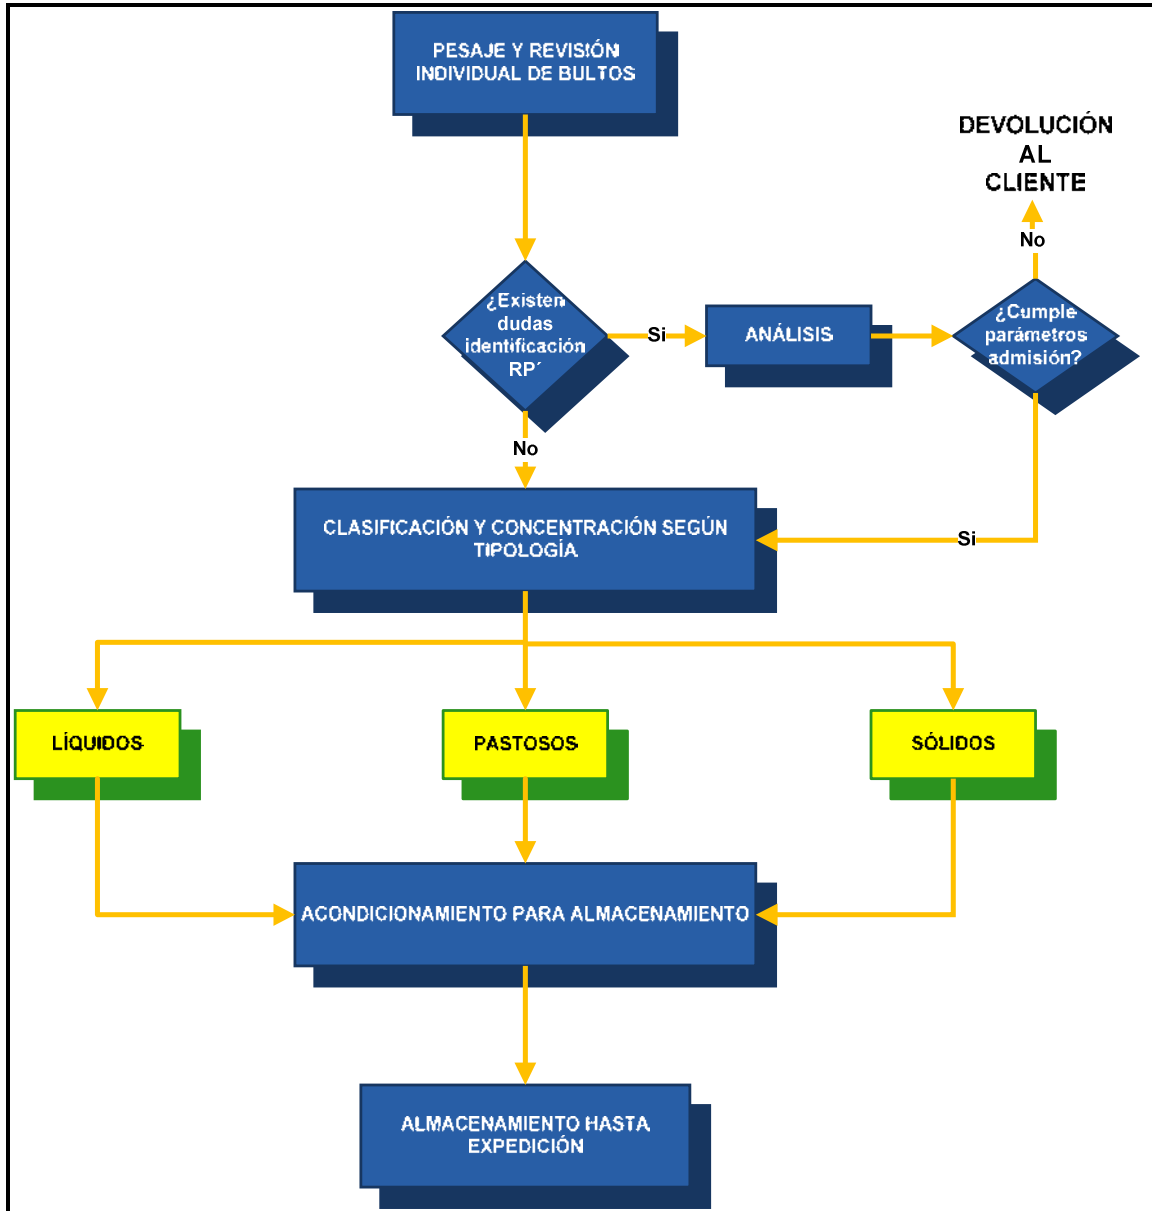 PESAJE Y REVISIÓN
INDIVIDUAL DE BULTOS
DEVOLUCIÓN
AL
CLIENTE
No
¿Existen
dudas
identificación
RP´
Si
ANÁLISIS
¿Cumple
parámetros
admisión?
No
CLASIFICACIÓN Y CONCENTRACIÓN SEGÚN
TIPOLOGÍA
Si
LÍQUIDOS
PASTOSOS
SÓLIDOS
ACONDICIONAMIENTO PARA ALMACENAMIENTO
ALMACENAMIENTO HASTA
EXPEDICIÓN